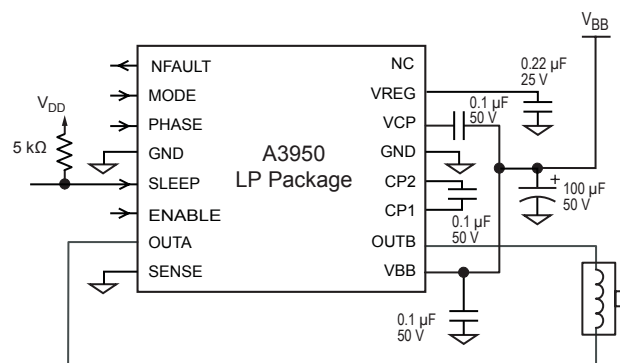 V_BB
NFAULT
MODE
PHASE
GND
SLEEP
ENABLE
OUTA
SENSE
A3950
LP Package
NC
VREG
VCP
GND
CP2
CP1
OUTB
VBB
V_DD
5 kΩ
0.22 µF
25 V
0.1 µF
50 V
+
100 µF
50 V
0.1 µF
50 V
0.1 µF
50 V